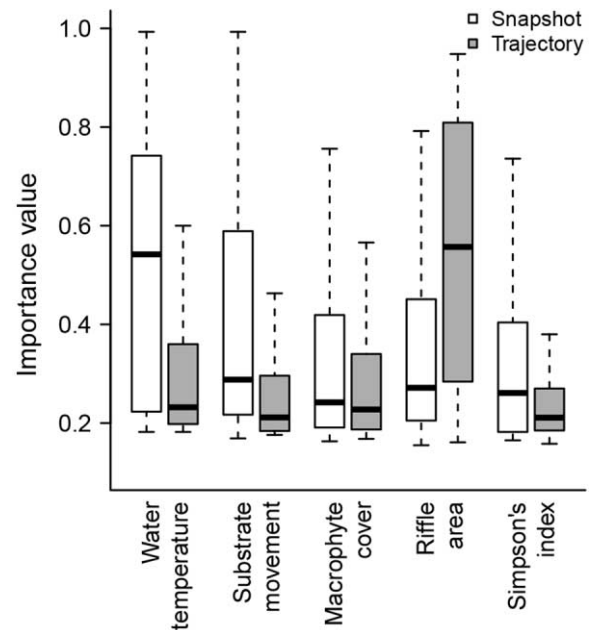 Snapshot
Trajectory
Importance value
1.0
0.8
0.6
0.4
0.2
Water
temperature
Substrate
movement
Macrophyte
cover
Riffle
area
Simpson's
index